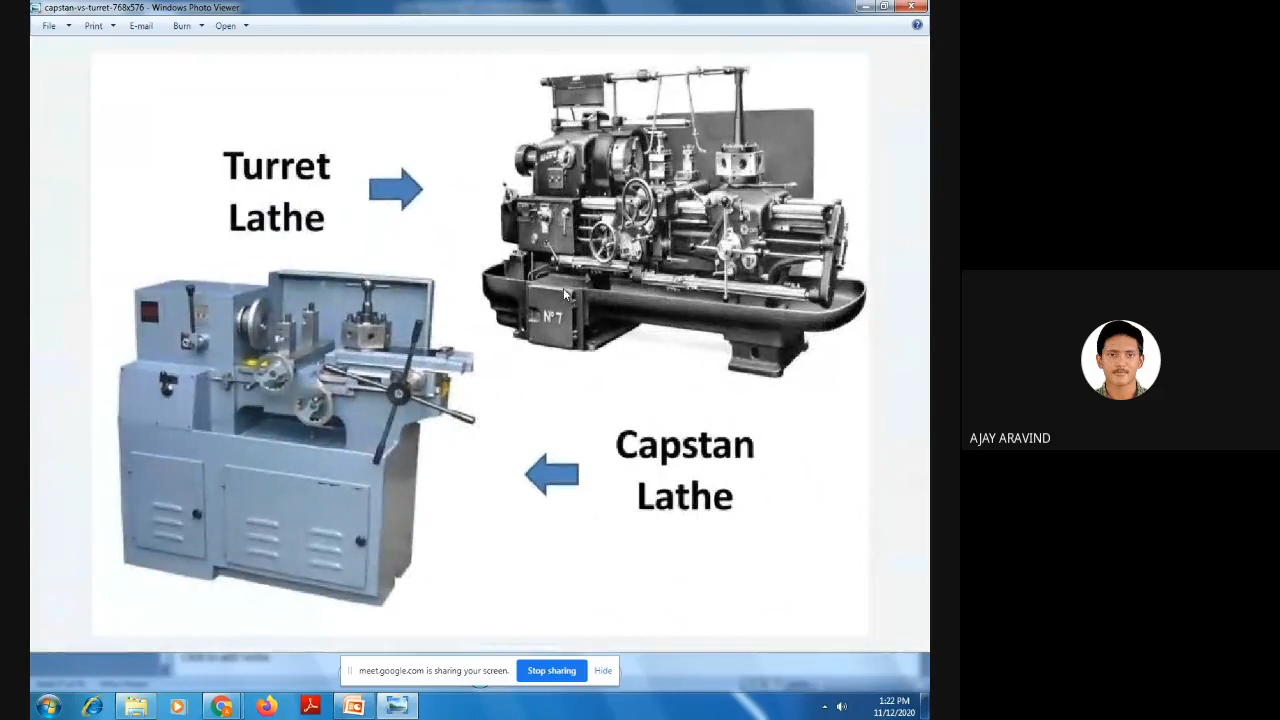 capstan-vs-turret-768x576 - Windows Photo Viewer
File Print E-mail Burn Open
Turret
Lathe
Nº 7
Capstan
Lathe
AJAY ARAVIND
meet.google.com is sharing your screen. Stop sharing Hide
1:22 PM
11/12/2020